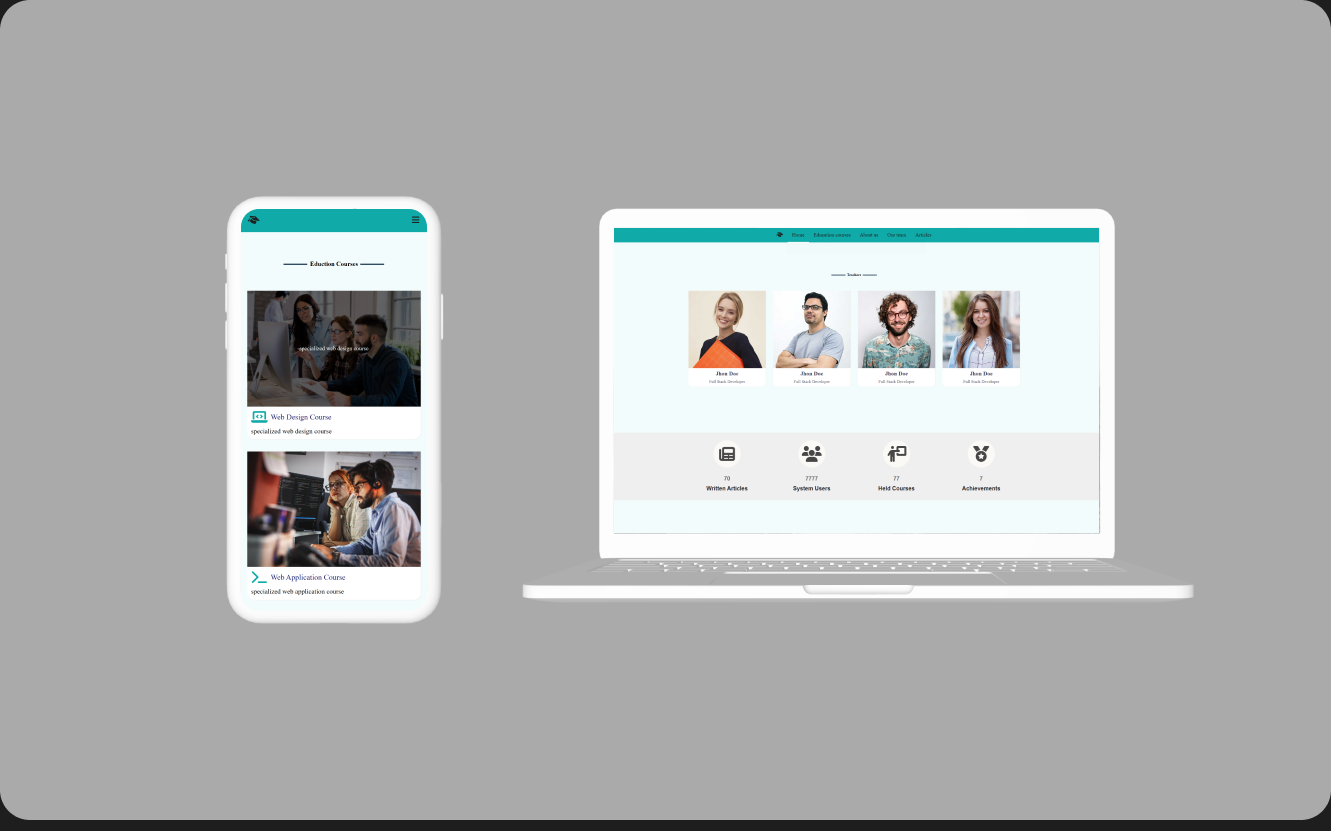 Eduction Courses
specialized web design course
Web Design Course
specialized web design course
Web Application Course
specialized web application course
Home Education courses About us Our team Articles
Teachers
Jhon Doe Jhon Doe Jhon Doe Jhon Doe
Full Stack Developer Full Stack Developer Full Stack Developer Full Stack Developer
70 7777 77 7
Written Articles System Users Held Courses Achievements